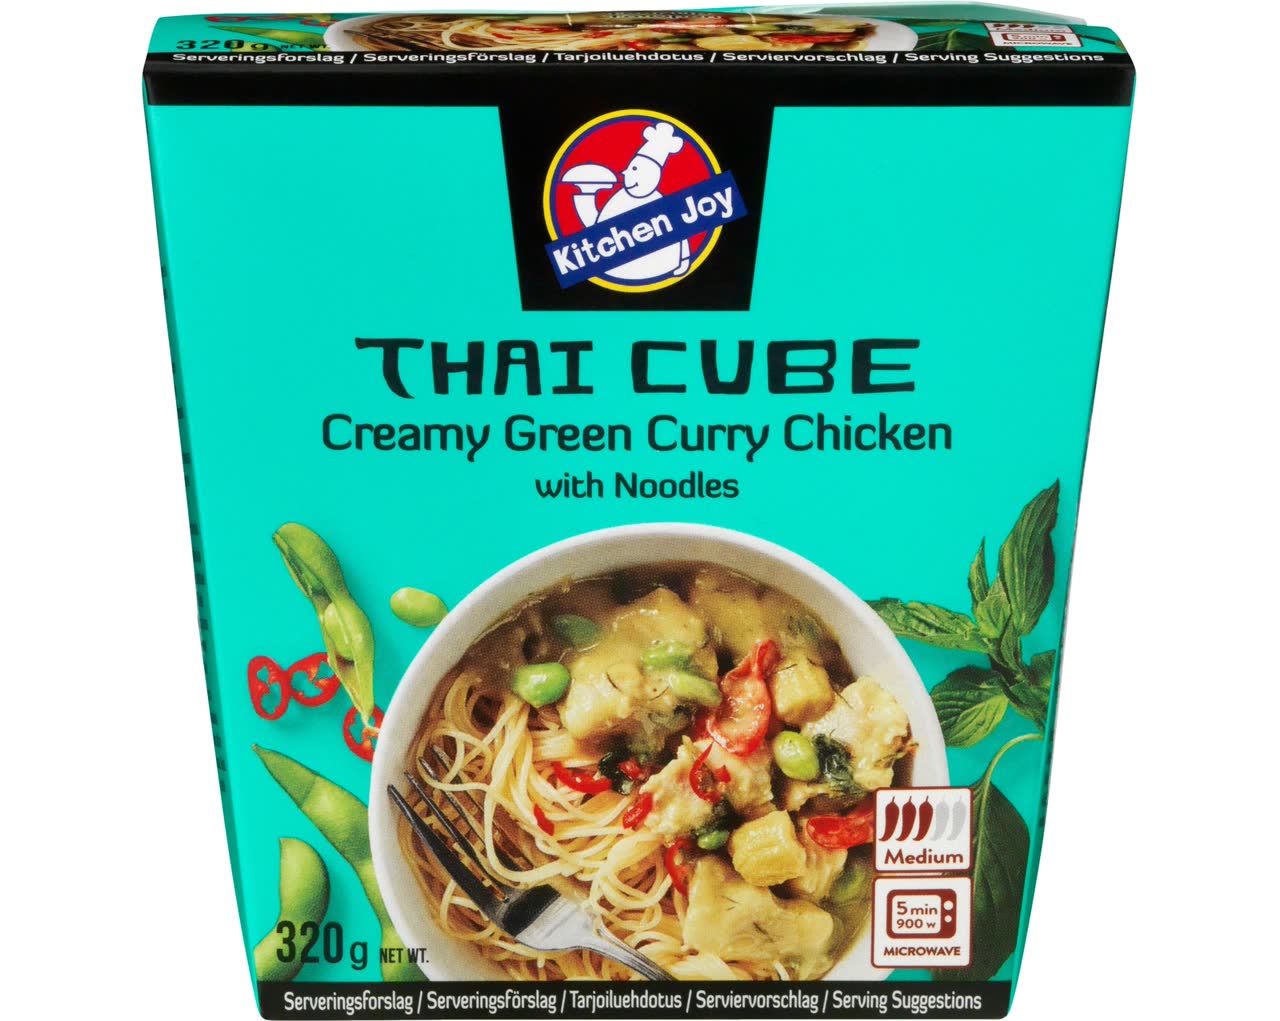 320g NET WT.
MICROWAVE
Serveringsforslag / Serveringsförslag / Tarjoiluehdotus / Serviervorschlag / Serving Suggestions
Kitchen Joy
THAI CUBE
Creamy Green Curry Chicken
with Noodles
Medium
5 min
900 w
MICROWAVE
320g NET WT.
Serveringsforslag / Serveringsförslag / Tarjoiluehdotus / Serviervorschlag / Serving Suggestions